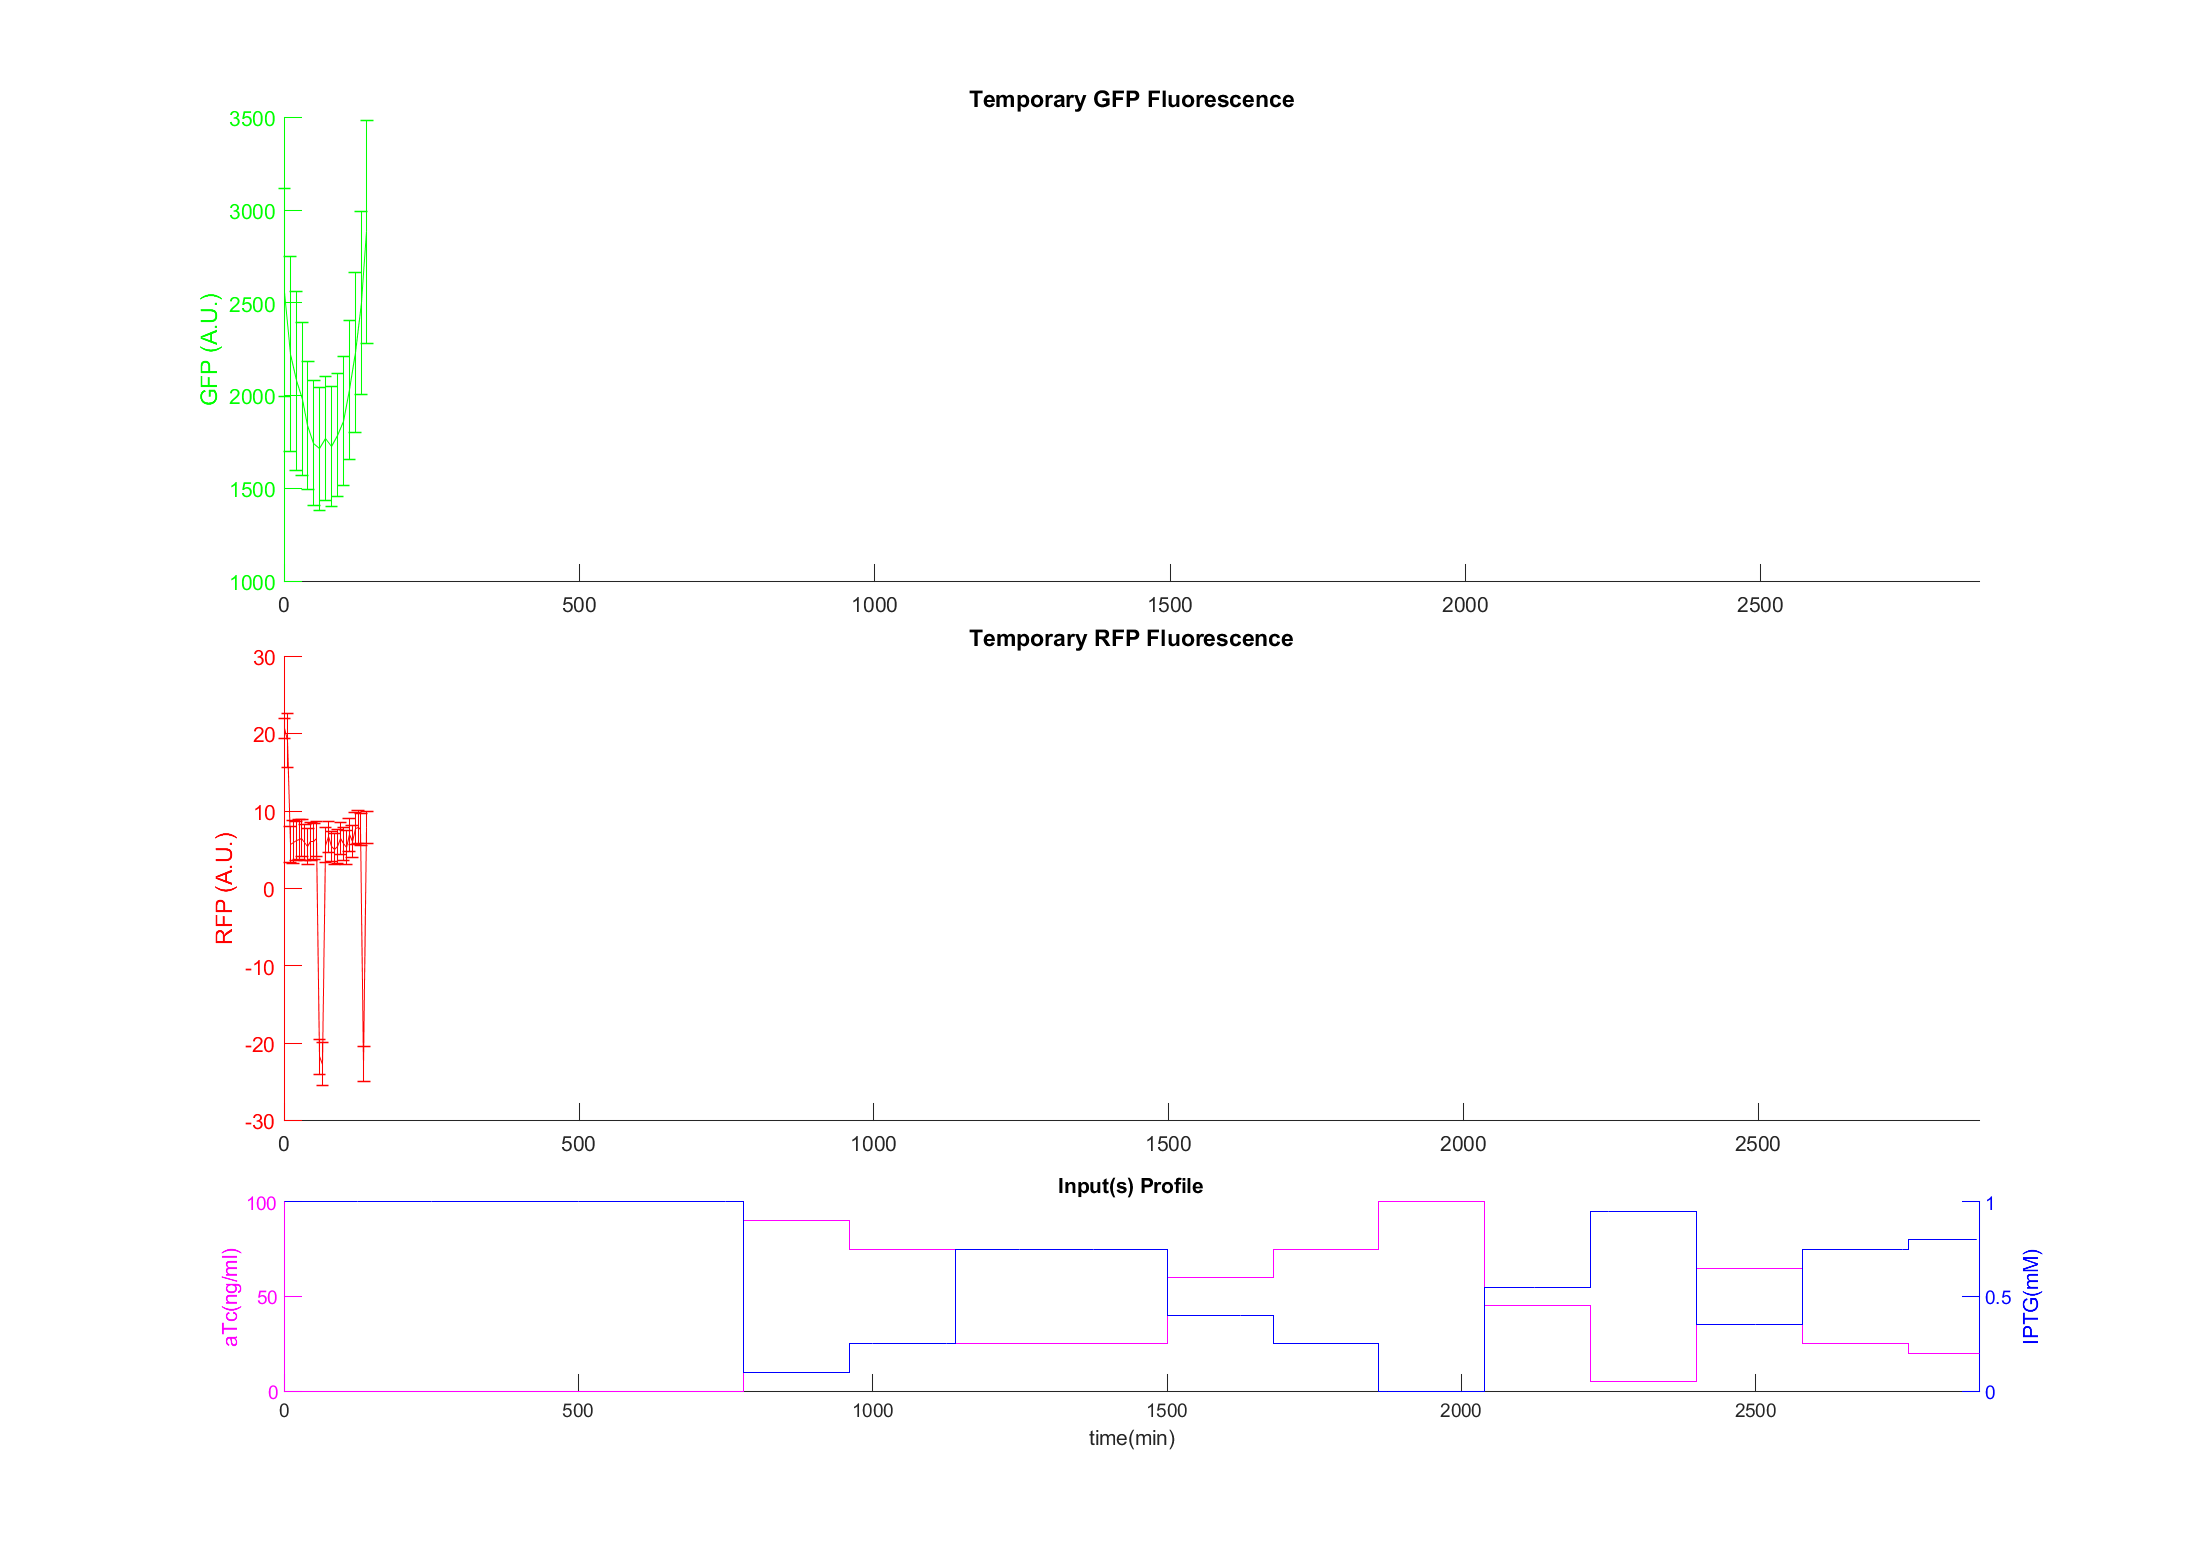 Temporary GFP Fluorescence
3500
3000
2500
2000
1500
1000
GFP (A.U.)
0 500 1000 1500 2000 2500
Temporary RFP Fluorescence
30
20
10
0
-10
-20
-30
RFP (A.U.)
0 500 1000 1500 2000 2500
Input(s) Profile
100
50
0
aTc(ng/ml)
1
0.5
0
IPTG(mM)
0 500 1000 1500 2000 2500
time(min)